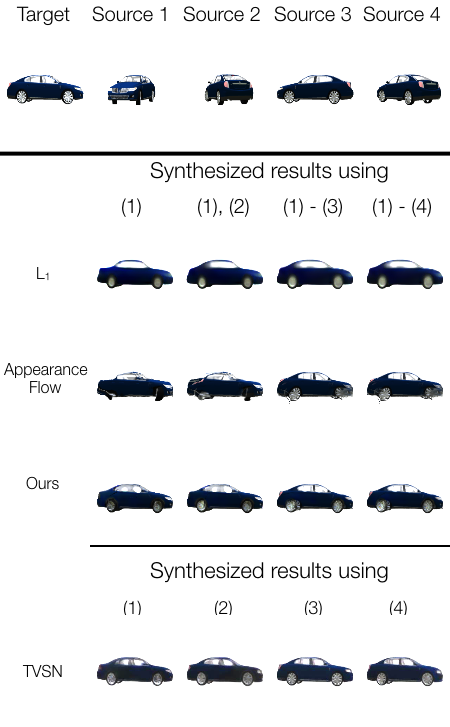 Target Source 1 Source 2 Source 3 Source 4
Synthesized results using
(1) (1), (2) (1) - (3) (1) - (4)
L₁
Appearance
Flow
Ours
Synthesized results using
(1) (2) (3) (4)
TVSN